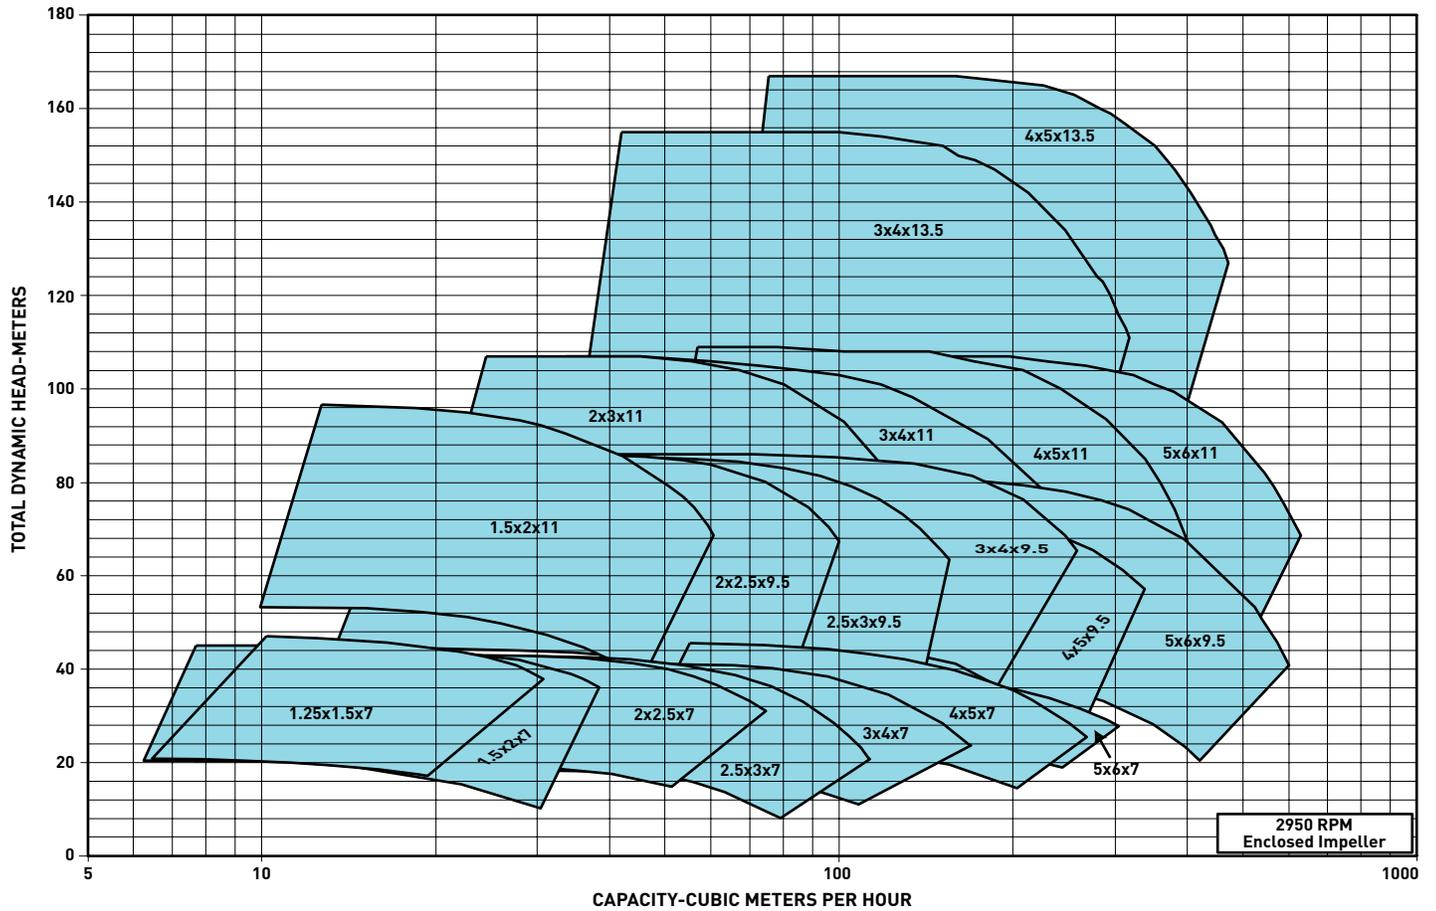 180
160
140
120
100
80
60
40
20
0
TOTAL DYNAMIC HEAD-METERS
4x5x13.5
3x4x13.5
2x3x11
3x4x11
4x5x11
5x6x11
1.5x2x11
2x2.5x9.5
2.5x3x9.5
3x4x9.5
4x5x9.5
5x6x9.5
1.25x1.5x7
1.5x2x7
2x2.5x7
2.5x3x7
3x4x7
4x5x7
5x6x7
2950 RPM
Enclosed Impeller
5
10
100
1000
CAPACITY-CUBIC METERS PER HOUR